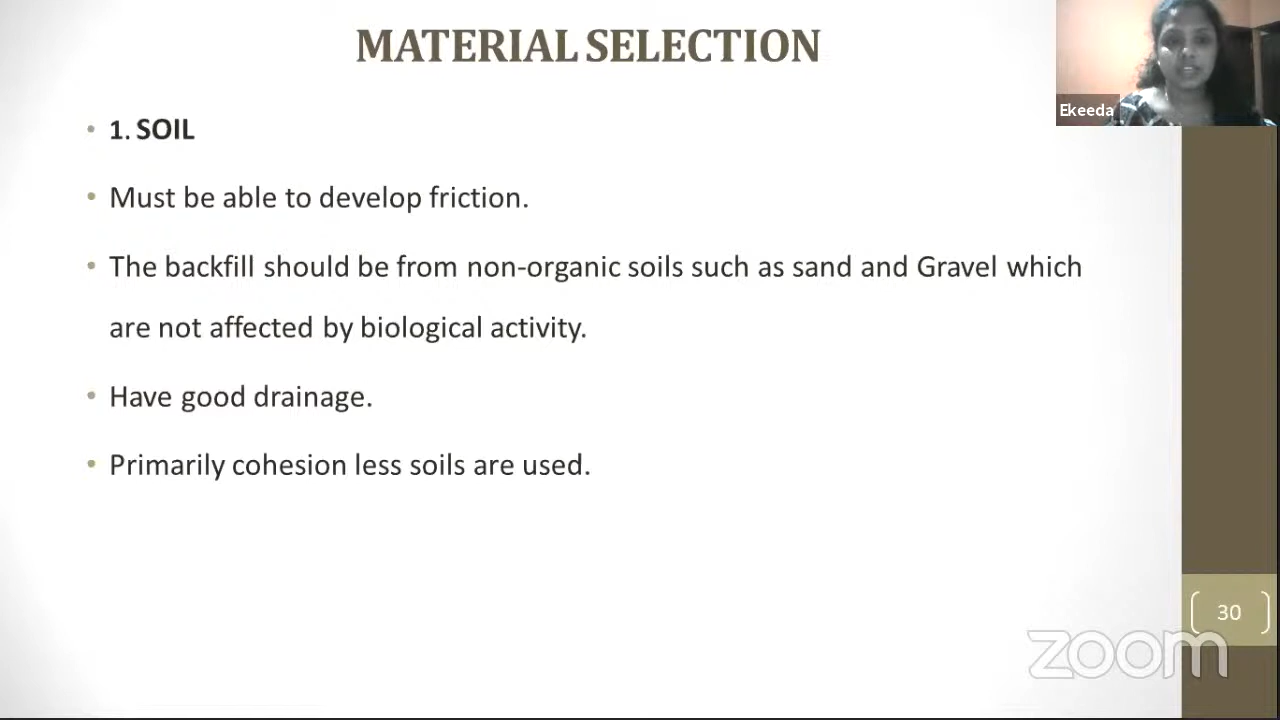 MATERIAL SELECTION
Ekeeda
• 1. SOIL
• Must be able to develop friction.
• The backfill should be from non-organic soils such as sand and Gravel which
are not affected by biological activity.
• Have good drainage.
• Primarily cohesion less soils are used.
30
zoom